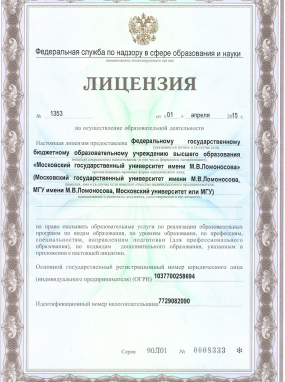 Федеральная служба по надзору в сфере образования и науки
наименование лицензирующего органа
ЛИЦЕНЗИЯ
№ 1353 от «01 апреля 2015 г.
на осуществление образовательной деятельности
Настоящая лицензия предоставлена федеральному государственному
бюджетному образовательному учреждению высшего образования
«Московский государственный университет имени М.В.Ломоносова»
(Московский государственный университет имени М.В.Ломоносова,
МГУ имени М.В.Ломоносова, Московский университет или МГУ)
на право оказывать образовательные услуги по реализации образовательных
программ по видам образования, по уровням образования, по профессиям,
специальностям, направлениям подготовки (для профессионального
образования), по подвидам дополнительного образования, указанным в
приложении к настоящей лицензии.
Основной государственный регистрационный номер юридического лица
(индивидуального предпринимателя) (ОГРН) 1037700258694
Идентификационный номер налогоплательщика 7729082090
Серия 90Л01 № 0008333 *